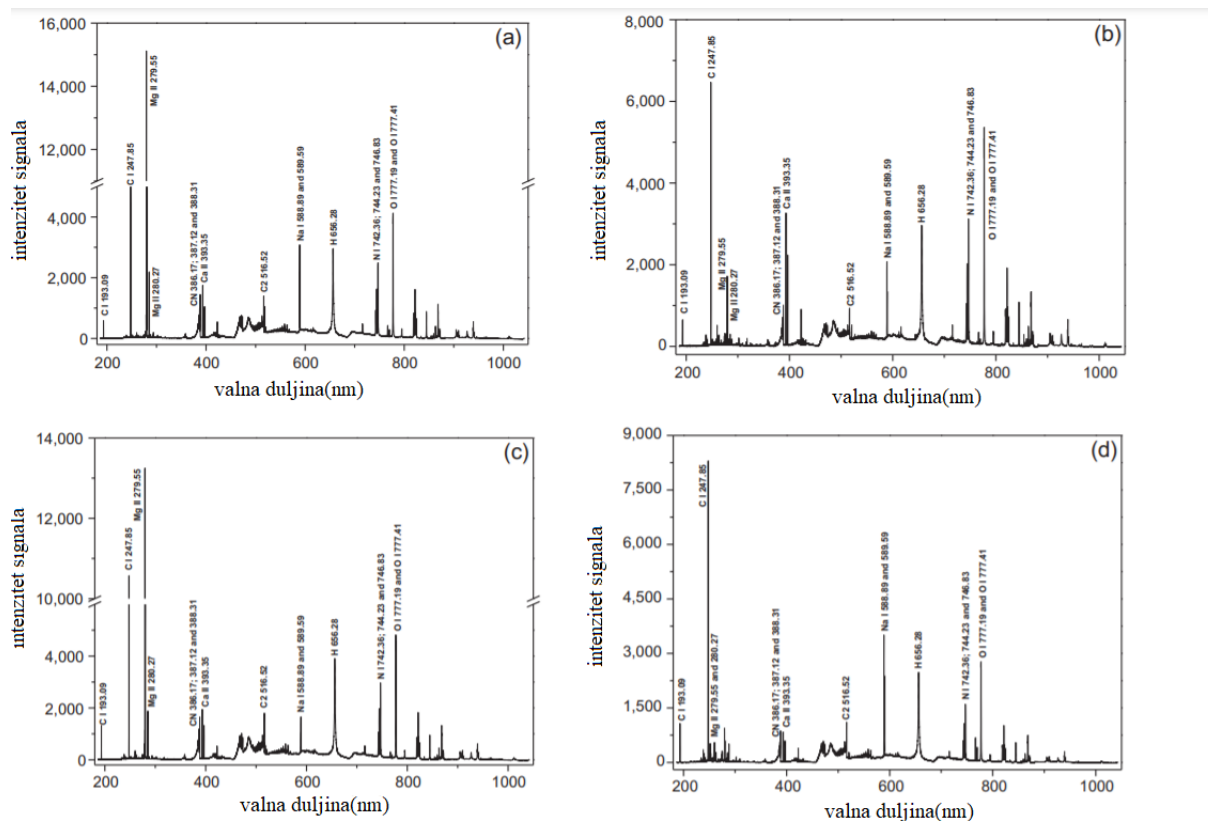 (a)
intenzitet signala
16,000
14,000
12,000
4,000
2,000
0
C I 193.09
C I 247.85
Mg II 279.55
Mg II 280.27
CN 386.17; 387.12 and 388.31
Ca II 393.35
C2 516.52
Na I 588.89 and 589.59
H 656.28
N I 742.36; 744.23 and 746.83
O I 777.19 and O I 777.41
200 400 600 800 1000
valna duljina(nm)
(b)
intenzitet signala
8,000
6,000
4,000
2,000
0
C I 193.09
C I 247.85
Mg II 279.55
Mg II 280.27
CN 386.17; 387.12 and 388.31
Ca II 393.35
C2 516.52
Na I 588.89 and 589.59
H 656.28
N I 742.36; 744.23 and 746.83
O I 777.19 and O I 777.41
200 400 600 800 1000
valna duljina(nm)
(c)
intenzitet signala
14,000
12,000
10,000
4,000
2,000
0
C I 193.09
C I 247.85
Mg II 279.55
Mg II 280.27
CN 386.17; 387.12 and 388.31
Ca II 393.35
C2 516.52
Na I 588.89 and 589.59
H 656.28
N I 742.36; 744.23 and 746.83
O I 777.19 and O I 777.41
200 400 600 800 1000
valna duljina(nm)
(d)
intenzitet signala
9,000
7,500
6,000
4,500
3,000
1,500
0
C I 193.09
C I 247.85
Mg II 279.55 and 280.27
CN 386.17; 387.12 and 388.31
Ca II 393.35
C2 516.52
Na I 588.89 and 589.59
H 656.28
N I 742.36; 744.23 and 746.83
O I 777.19 and O I 777.41
200 400 600 800 1000
valna duljina(nm)